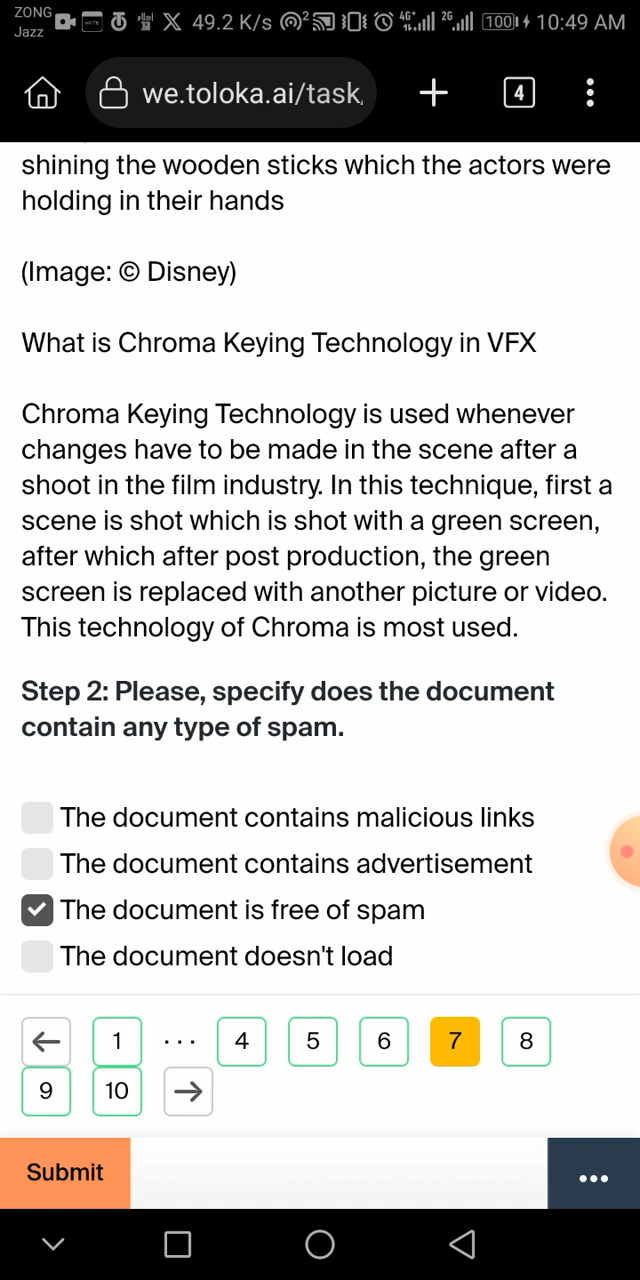 ZONG
Jazz
49.2 K/s
2
4G+
2G
100
10:49 AM
we.toloka.ai/task,
4
shining the wooden sticks which the actors were
holding in their hands
(Image: © Disney)
What is Chroma Keying Technology in VFX
Chroma Keying Technology is used whenever
changes have to be made in the scene after a
shoot in the film industry. In this technique, first a
scene is shot which is shot with a green screen,
after which after post production, the green
screen is replaced with another picture or video.
This technology of Chroma is most used.
Step 2: Please, specify does the document
contain any type of spam.
The document contains malicious links
The document contains advertisement
The document is free of spam
The document doesn't load
1 ... 4 5 6 7 8
9 10
Submit
...